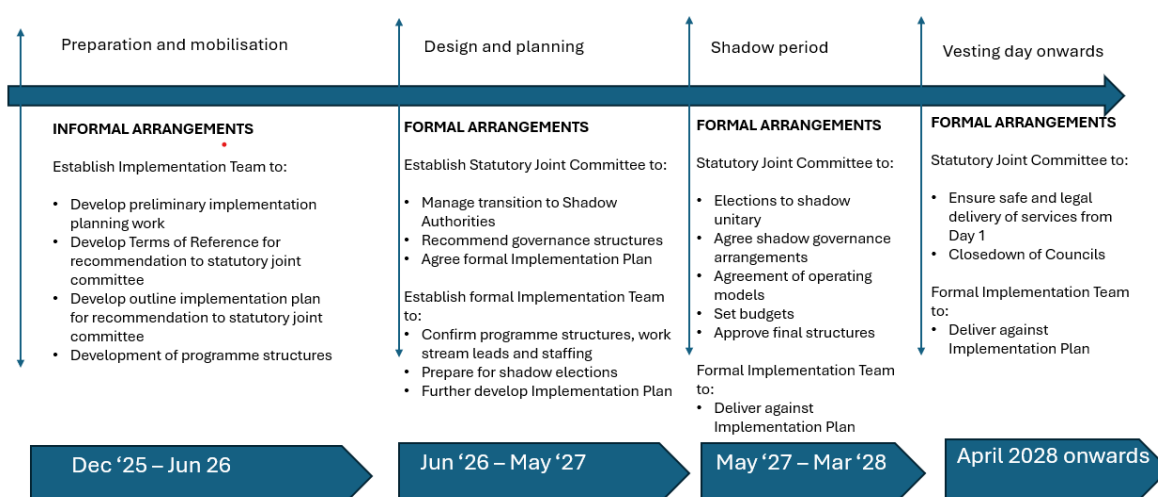 Preparation and mobilisation
Design and planning
Shadow period
Vesting day onwards
INFORMAL ARRANGEMENTS
Establish Implementation Team to:
• Develop preliminary implementation
planning work
• Develop Terms of Reference for
recommendation to statutory joint
committee
• Develop outline implementation plan
for recommendation to statutory joint
committee
• Development of programme structures
FORMAL ARRANGEMENTS
Establish Statutory Joint Committee to:
• Manage transition to Shadow
Authorities
• Recommend governance structures
• Agree formal Implementation Plan
Establish formal Implementation Team
to:
• Confirm programme structures, work
stream leads and staffing
• Prepare for shadow elections
• Further develop Implementation Plan
FORMAL ARRANGEMENTS
Statutory Joint Committee to:
• Elections to shadow
unitary
• Agree shadow governance
arrangements
• Agreement of operating
models
• Set budgets
• Approve final structures
Formal Implementation Team
to:
• Deliver against
Implementation Plan
FORMAL ARRANGEMENTS
Statutory Joint Committee to:
• Ensure safe and legal
delivery of services from
Day 1
• Closedown of Councils
Formal Implementation Team
to:
• Deliver against
Implementation Plan
Dec ‘25 – Jun 26
Jun ‘26 – May ‘27
May ‘27 – Mar ‘28
April 2028 onwards